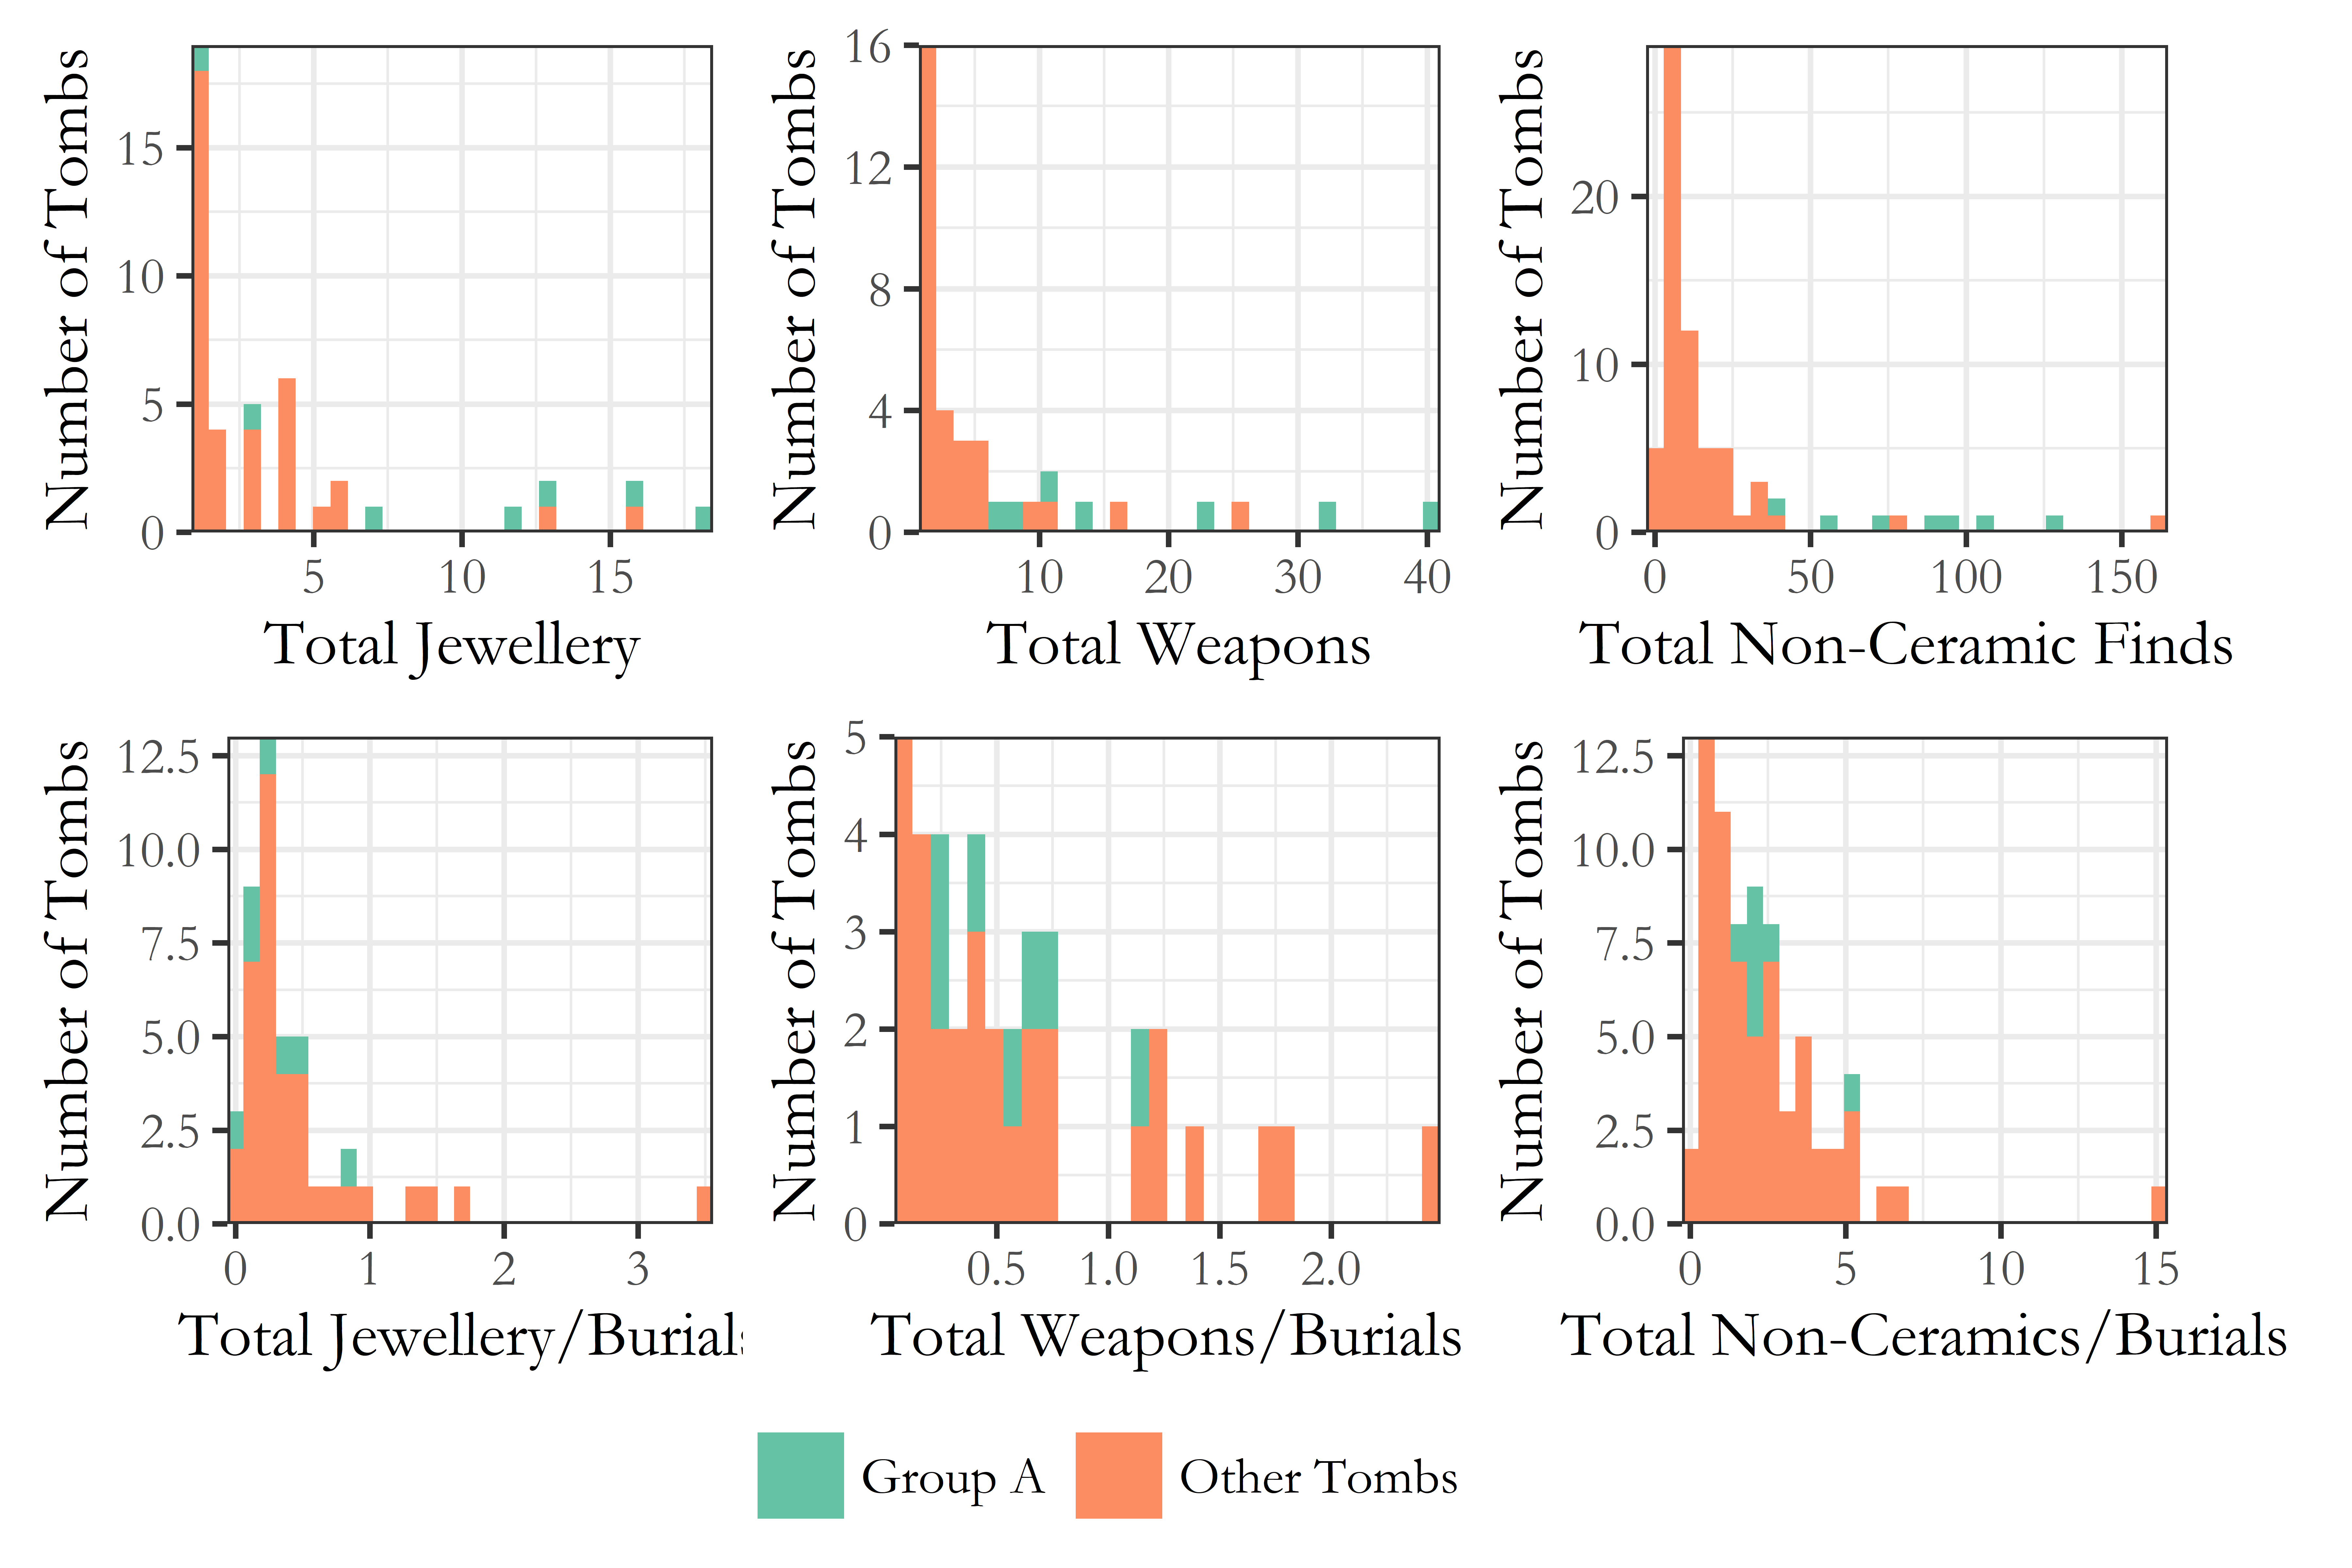 Number of Tombs
15
10
5
0
5 10 15
Total Jewellery
Number of Tombs
16
12
8
4
0
10 20 30 40
Total Weapons
Number of Tombs
20
10
0
0 50 100 150
Total Non-Ceramic Finds
Number of Tombs
12.5
10.0
7.5
5.0
2.5
0.0
0 1 2 3
Total Jewellery/Burials
Number of Tombs
5
4
3
2
1
0
0.5 1.0 1.5 2.0
Total Weapons/Burials
Number of Tombs
12.5
10.0
7.5
5.0
2.5
0.0
0 5 10 15
Total Non-Ceramics/Burials
Group A
Other Tombs